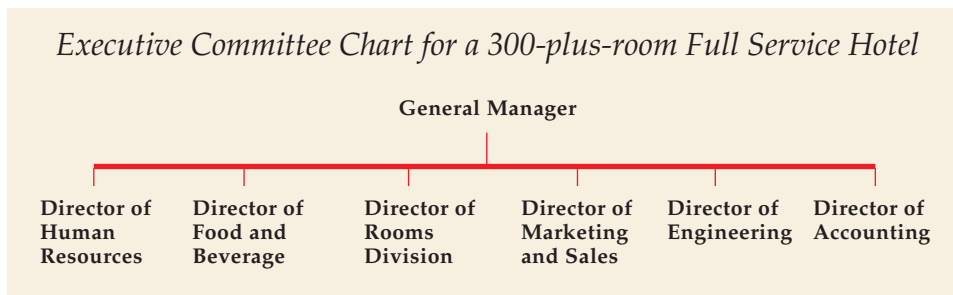 Executive Committee Chart for a 300-plus-room Full Service Hotel
General Manager
Director of
Human
Resources
Director of
Food and
Beverage
Director of
Rooms
Division
Director of
Marketing
and Sales
Director of
Engineering
Director of
Accounting